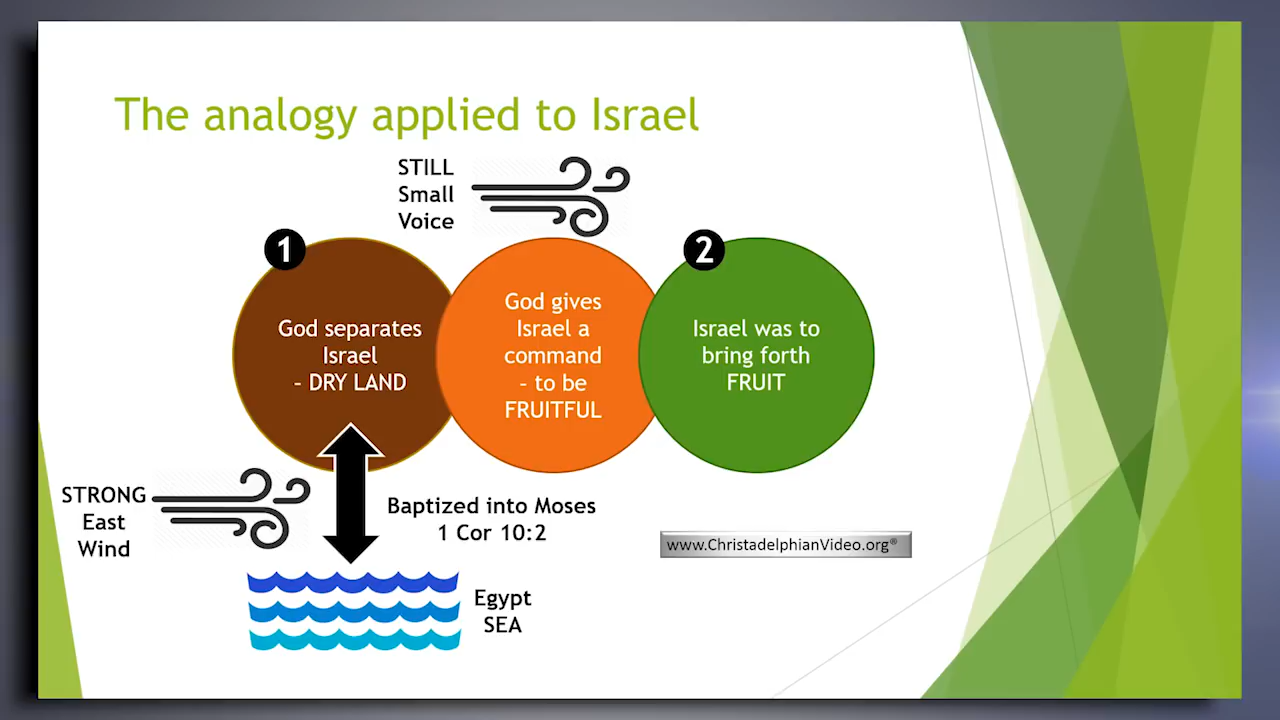 The analogy applied to Israel
STILL
Small
Voice
1
2
God separates
Israel
- DRY LAND
God gives
Israel a
command
- to be
FRUITFUL
Israel was to
bring forth
FRUIT
STRONG
East
Wind
Baptized into Moses
1 Cor 10:2
www.ChristadelphianVideo.org®
Egypt
SEA